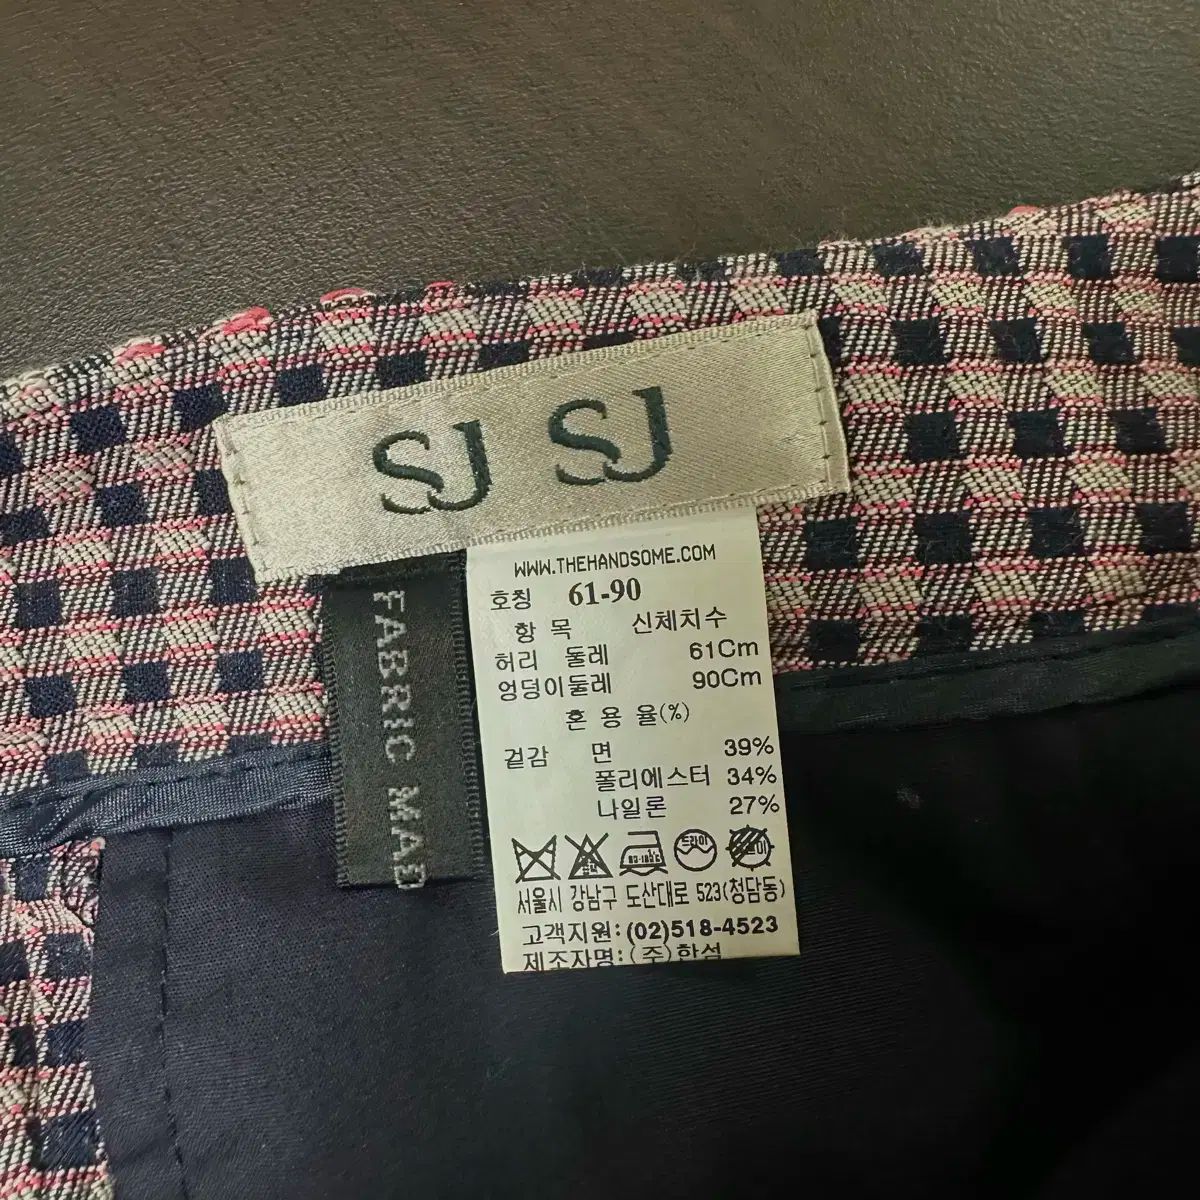 SJ SJ
FABRIC MAD
WWW.THEHANDSOME.COM
호칭 61-90
항 목 신체치수
허리 둘레 61Cm
엉덩이둘레 90Cm
혼 용 율(%)
겉감 면 39%
폴리에스터 34%
나일론 27%
드라이
서울시 강남구 도산대로 523(청담동)
고객지원: (02)518-4523
제조자명: (주)한섬